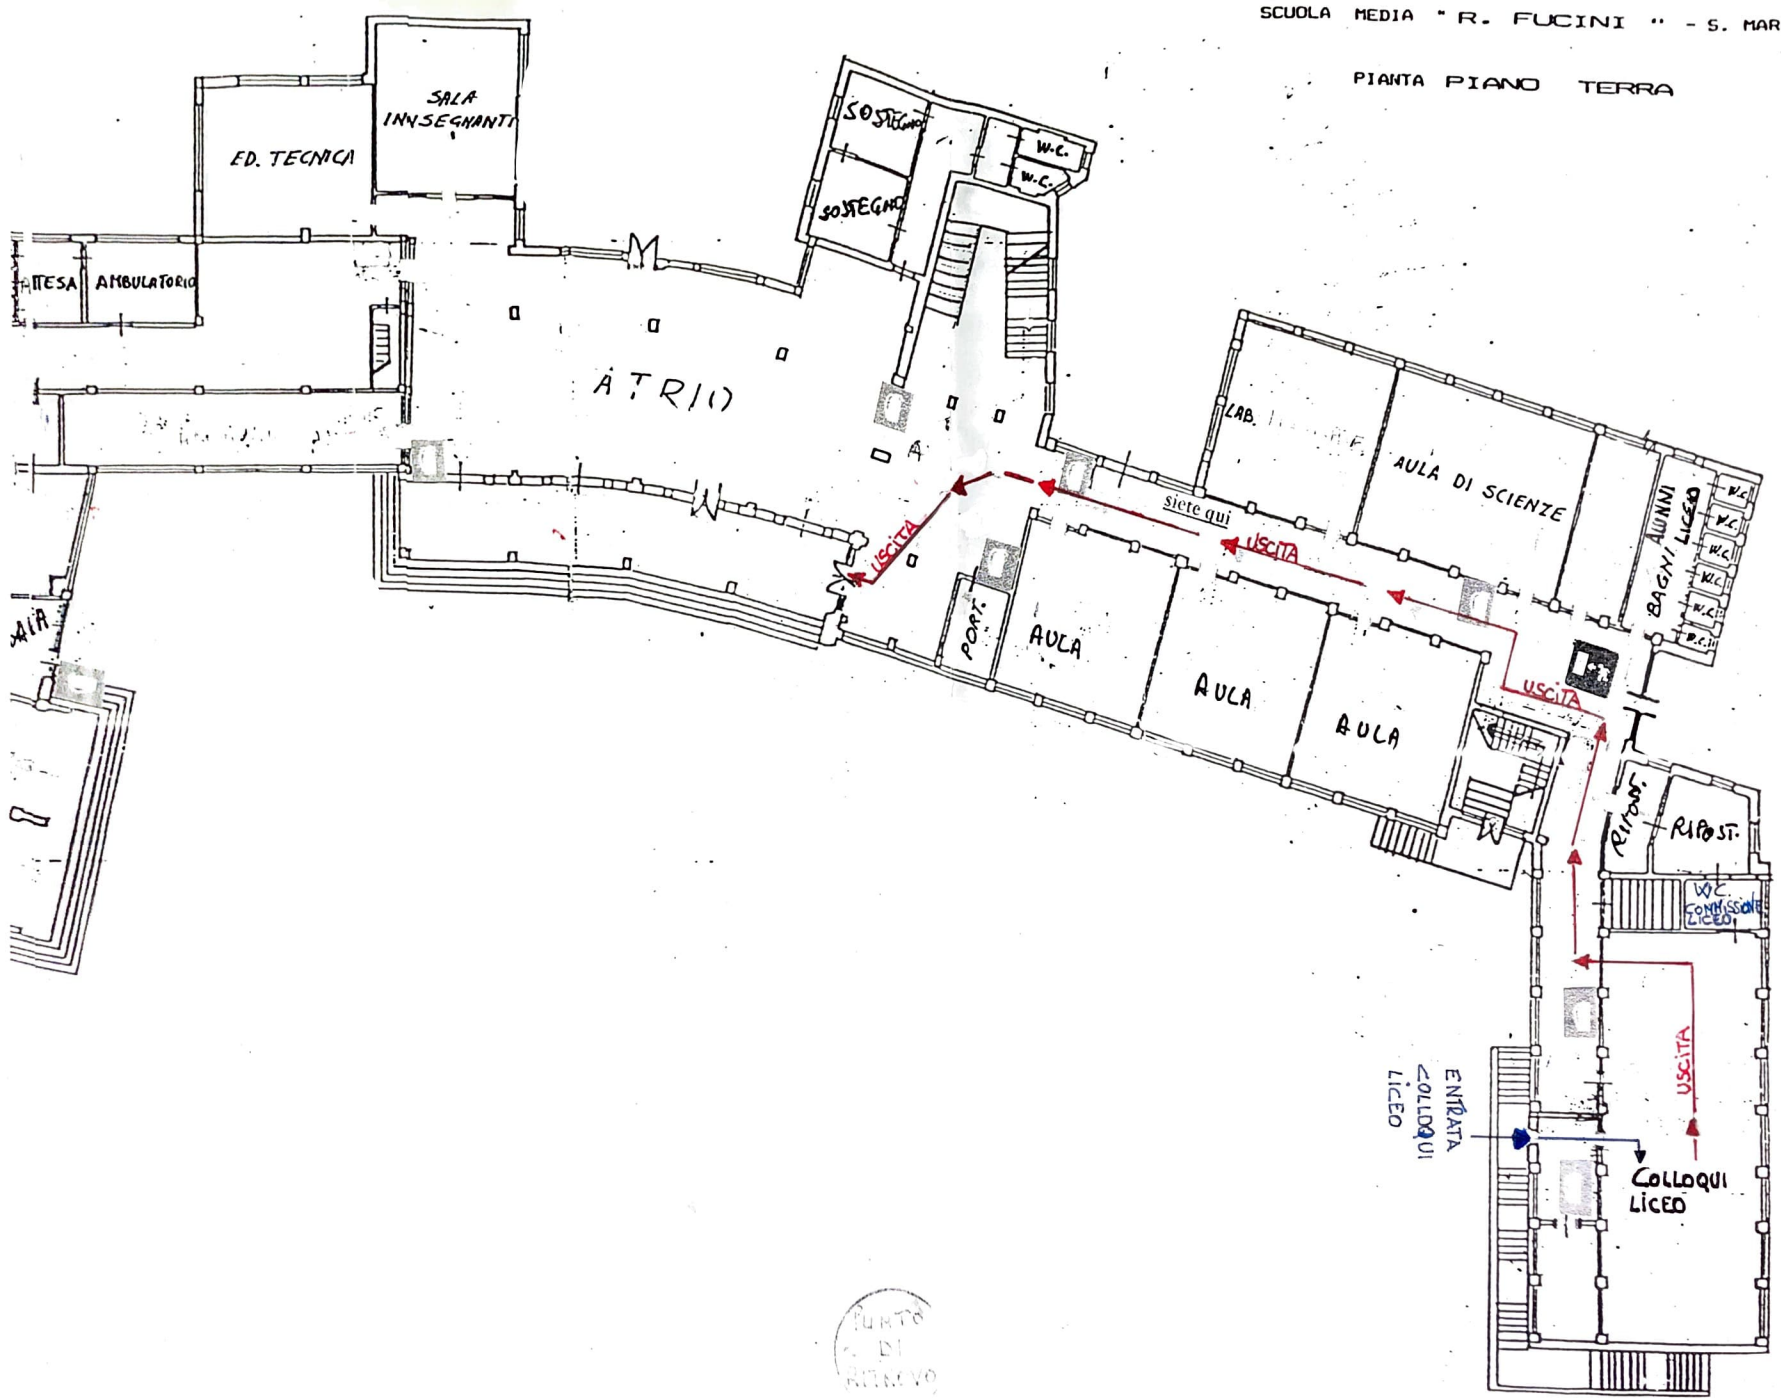 SCUOLA MEDIA "R. FUCINI" - S. MAR
PIANTA PIANO TERRA
SALA
INNSEGNANTI
ED. TECNICA
ATTESA
AMBULATORIO
SOSTEGNO
SOSTEGNO
W.C.
W.C.
ATRIO
A
LAB.
AULA DI SCIENZE
BAGNI ALUNNI
LICEO
W.C.
W.C.
W.C.
W.C.
W.C.
W.C.
siete qui
USCITA
USCITA
USCITA
PORT.
AULA
AULA
AULA
RIPOST.
W.C.
COMMISSIONE
LICEO
USCITA
ENTRATA
COLLOQUI
LICEO
COLLOQUI
LICEO
PUNTO
DI
RITROVO